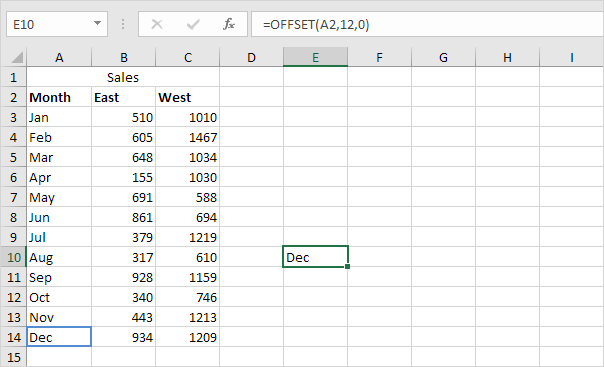 E10 fx =OFFSET(A2,12,0)
A B C D E F G H I
1 Sales
2 Month East West
3 Jan 510 1010
4 Feb 605 1467
5 Mar 648 1034
6 Apr 155 1030
7 May 691 588
8 Jun 861 694
9 Jul 379 1219
10 Aug 317 610 Dec
11 Sep 928 1159
12 Oct 340 746
13 Nov 443 1213
14 Dec 934 1209
15